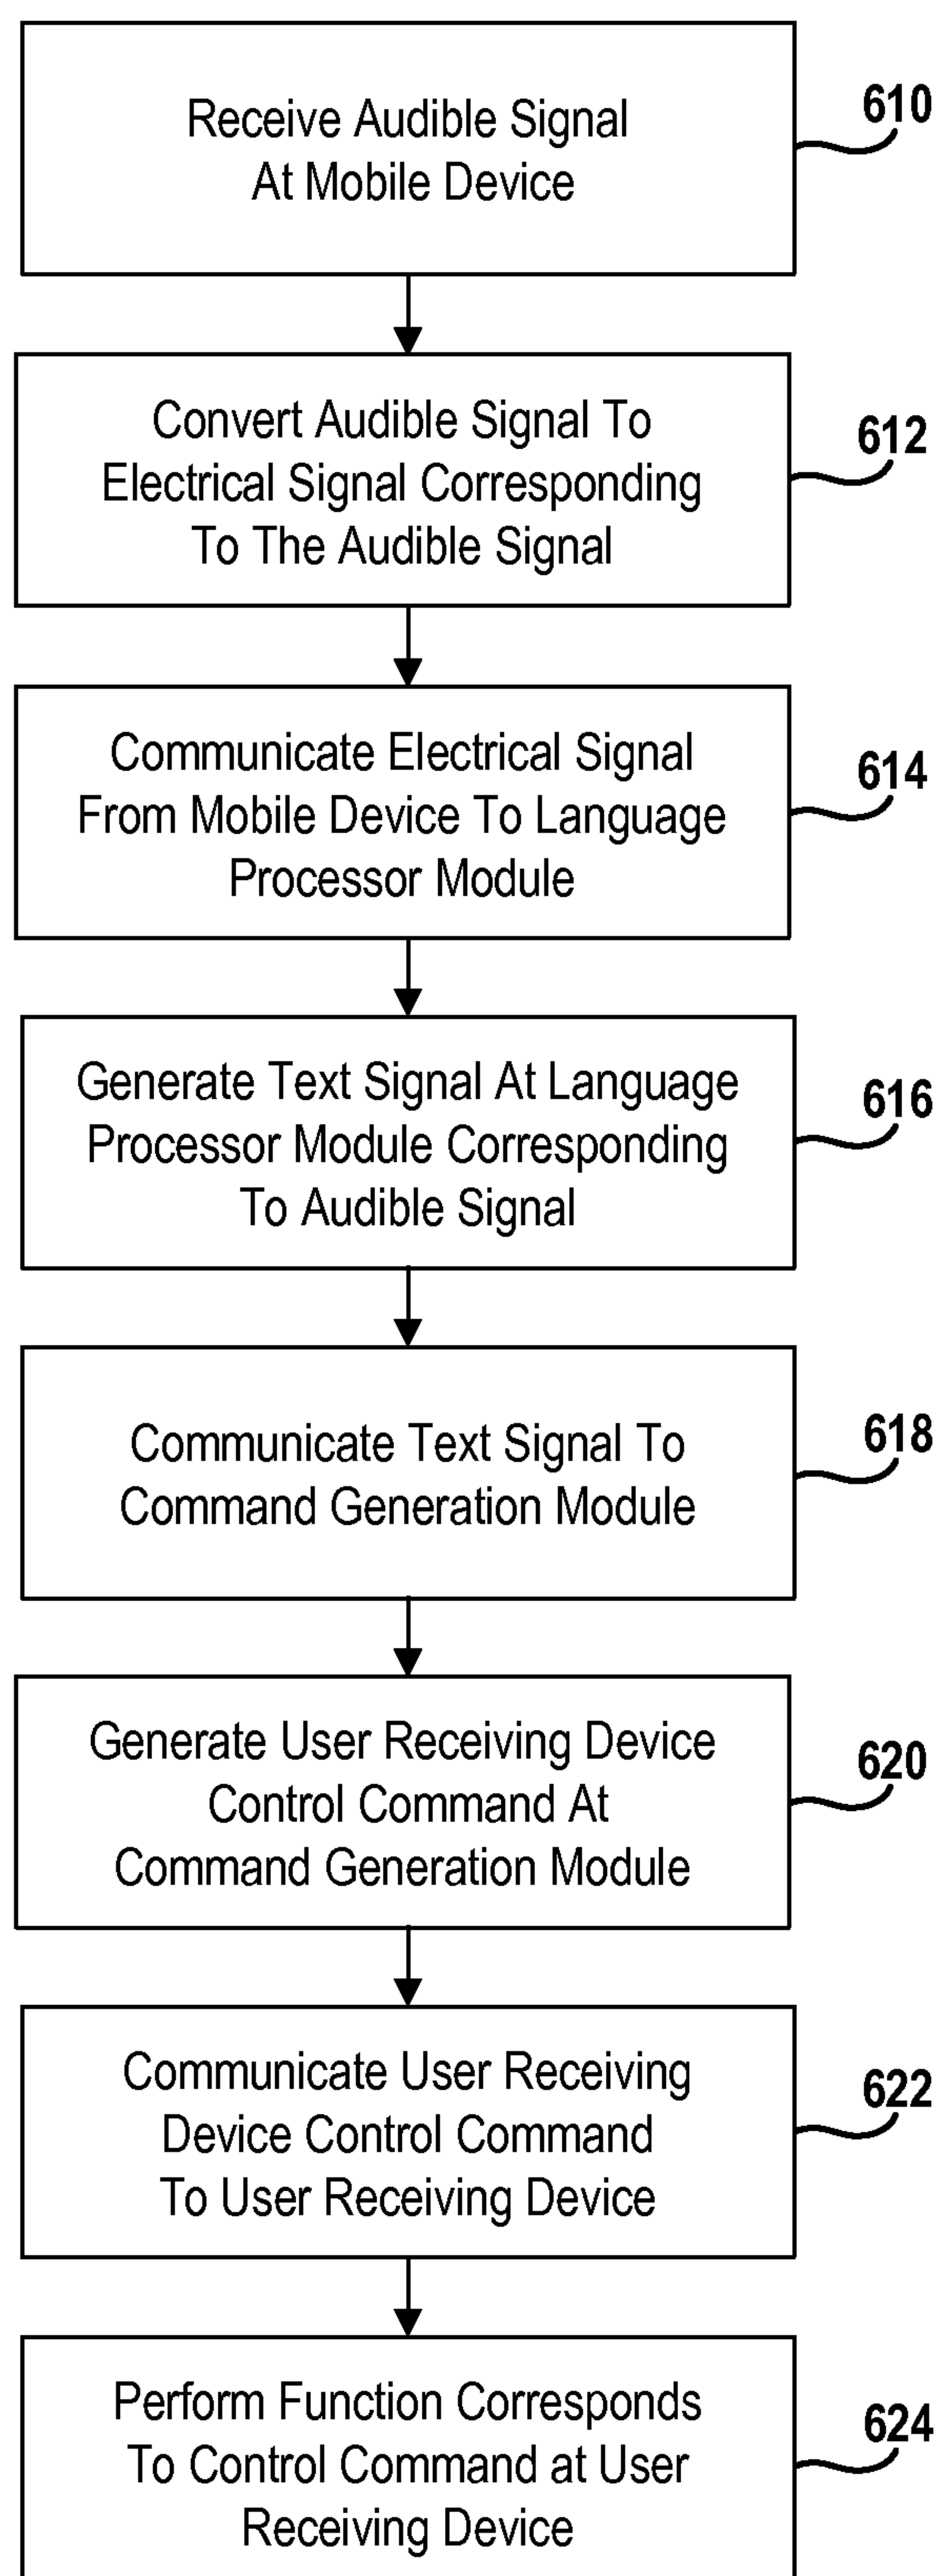 Receive Audible Signal
At Mobile Device
610
Convert Audible Signal To
Electrical Signal Corresponding
To The Audible Signal
612
Communicate Electrical Signal
From Mobile Device To Language
Processor Module
614
Generate Text Signal At Language
Processor Module Corresponding
To Audible Signal
616
Communicate Text Signal To
Command Generation Module
618
Generate User Receiving Device
Control Command At
Command Generation Module
620
Communicate User Receiving
Device Control Command
To User Receiving Device
622
Perform Function Corresponds
To Control Command at User
Receiving Device
624